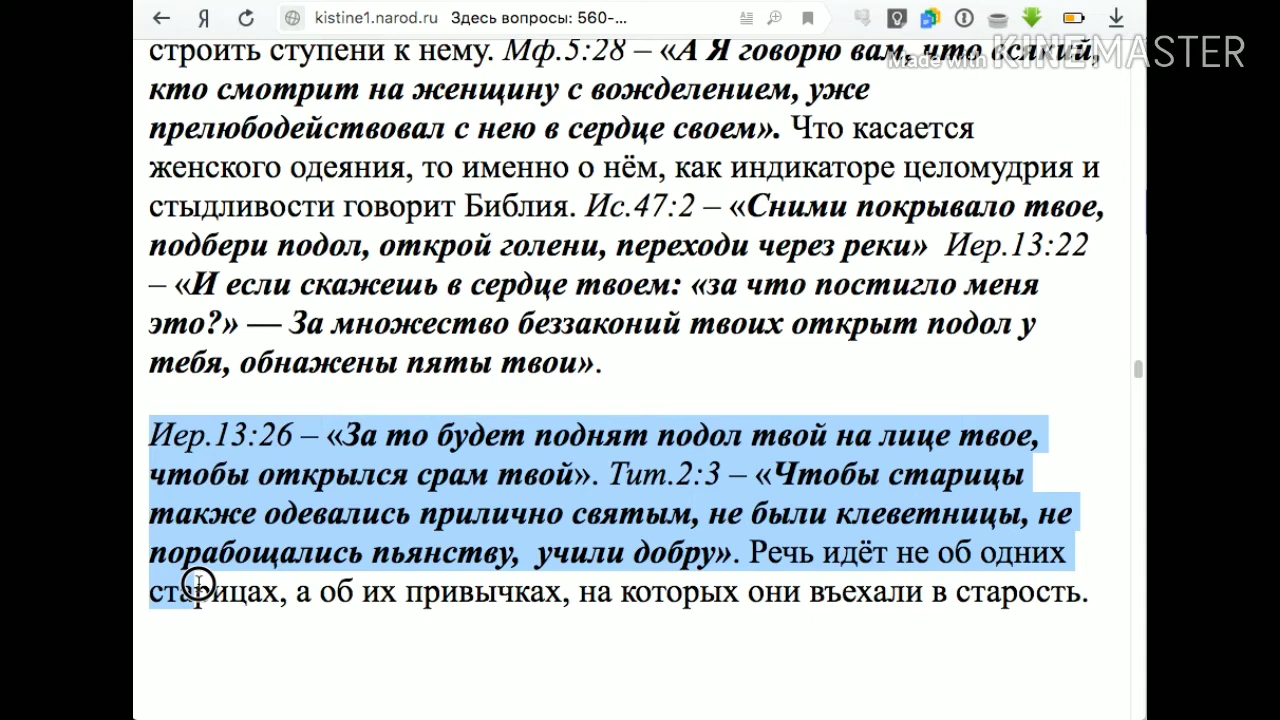 kistine1.narod.ru Здесь вопросы: 560-...
Made with KINEMASTER
строить ступени к нему. Мф.5:28 – «А Я говорю вам, что всякий,
кто смотрит на женщину с вожделением, уже
прелюбодействовал с нею в сердце своем». Что касается
женского одеяния, то именно о нём, как индикаторе целомудрия и
стыдливости говорит Библия. Ис.47:2 – «Сними покрывало твое,
подбери подол, открой голени, переходи через реки» Иер.13:22
– «И если скажешь в сердце твоем: «за что постигло меня
это?» — За множество беззаконий твоих открыт подол у
тебя, обнажены пяты твои».
Иер.13:26 – «За то будет поднят подол твой на лице твое,
чтобы открылся срам твой». Тит.2:3 – «Чтобы старицы
также одевались прилично святым, не были клеветницы, не
порабощались пьянству, учили добру». Речь идёт не об одних
старицах, а об их привычках, на которых они въехали в старость.